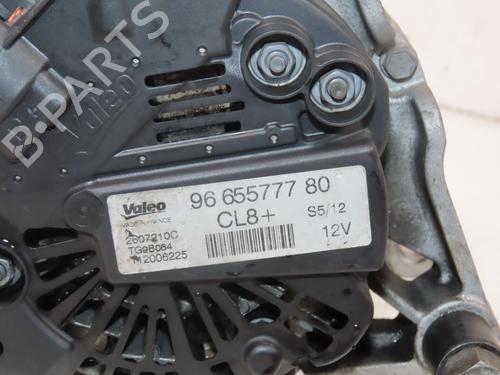 B-PARTS
Valeo
Valeo
MADE IN FRANCE
96 655777 80
CL8+
S5/12
2607210C
TG9B064
12006225
12V